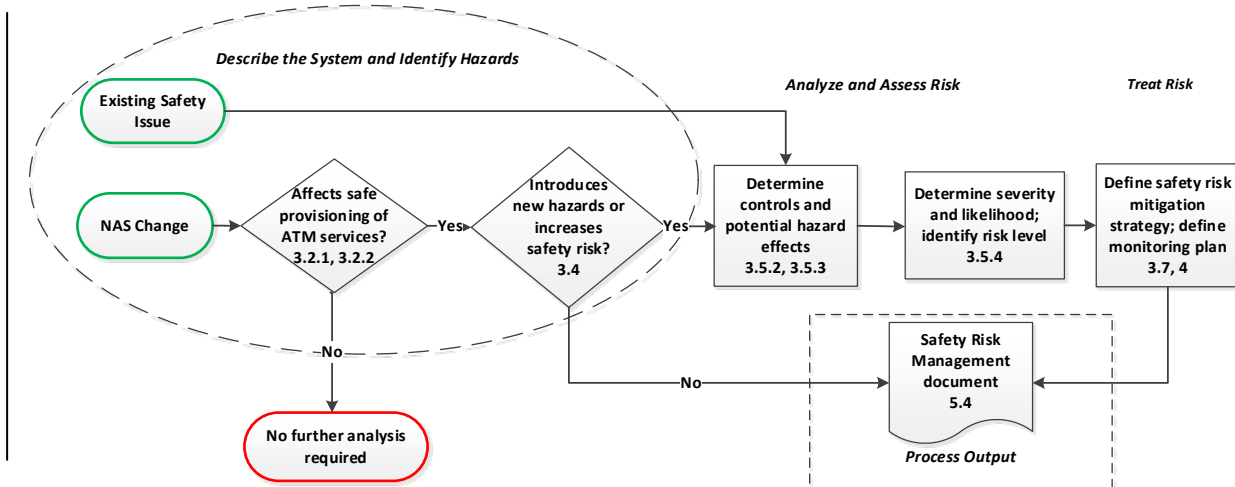 Describe the System and Identify Hazards
Analyze and Assess Risk
Treat Risk
Existing Safety
Issue
NAS Change
Affects safe
provisioning of
ATM services?
3.2.1, 3.2.2
Yes
Introduces
new hazards or
increases
safety risk?
3.4
Yes
Determine
controls and
potential hazard
effects
3.5.2, 3.5.3
Determine severity
and likelihood;
identify risk level
3.5.4
Define safety risk
mitigation
strategy; define
monitoring plan
3.7, 4
No
No
Safety Risk
Management
document
5.4
Process Output
No further analysis
required